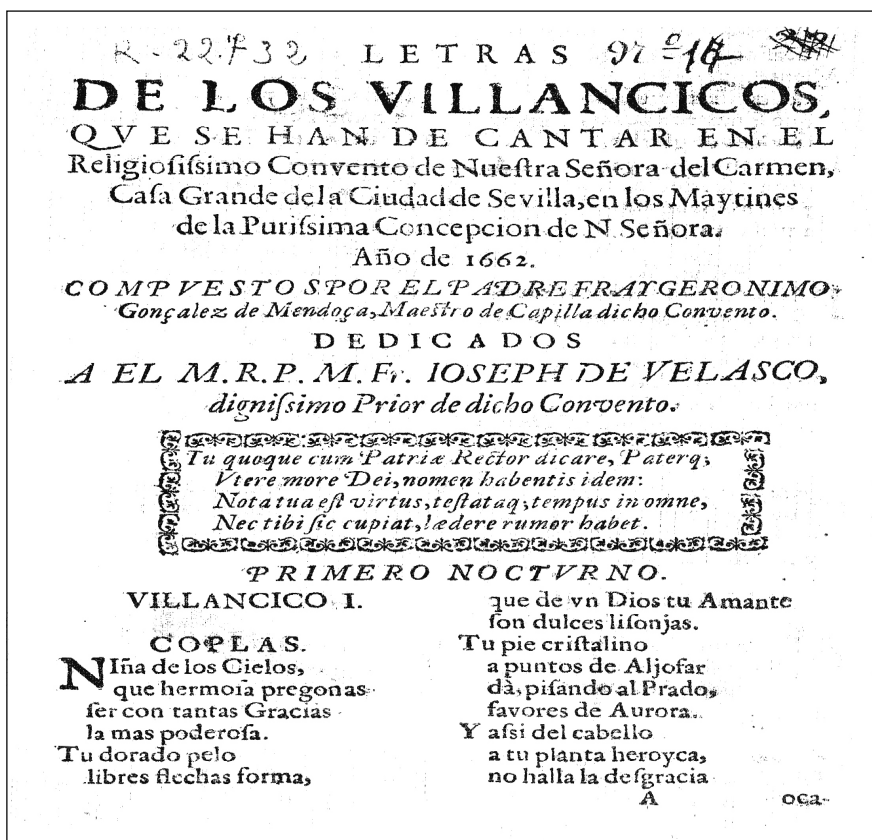 R-22.732 LETRAS 97º-18
DE LOS VILLANCICOS,
QVE SE HAN DE CANTAR EN EL
Religioſiſsimo Convento de Nueſtra Señora del Carmen,
Caſa Grande dela Ciudad de Sevilla, en los Maytines
de la Puriſsima Concepcion de N Señora.
Año de 1662.
COMPVESTOS POR EL PADRE FRAY GERONIMO
Gonçalez de Mendoça, Maeſtro de Capilla dicho Convento.
DEDICADOS
A EL M. R. P. M. Fr. IOSEPH DE VELASCO,
digniſsimo Prior de dicho Convento.
Tu quoque cum Patriæ Rector dicare, Paterq;
Vtere more Dei, nomen habentis idem:
Nota tua eſt virtus, teſtataq; tempus in omne,
Nec tibi ſic cupiat, lædere rumor habet.
PRIMERO NOCTVRNO.
VILLANCICO I.
COPLAS.
NIña de los Cielos,
que hermoſa pregonas
ſer con tantas Gracias
la mas poderoſa.
Tu dorado pelo
libres flechas forma,
que de vn Dios tu Amante
ſon dulces liſonjas.
Tu pie criſtalino
a puntos de Aljofar
dà, piſando al Prado,
favores de Aurora.
Y aſsi del cabello
a tu planta heroyca,
no halla la deſgracia
A oca-